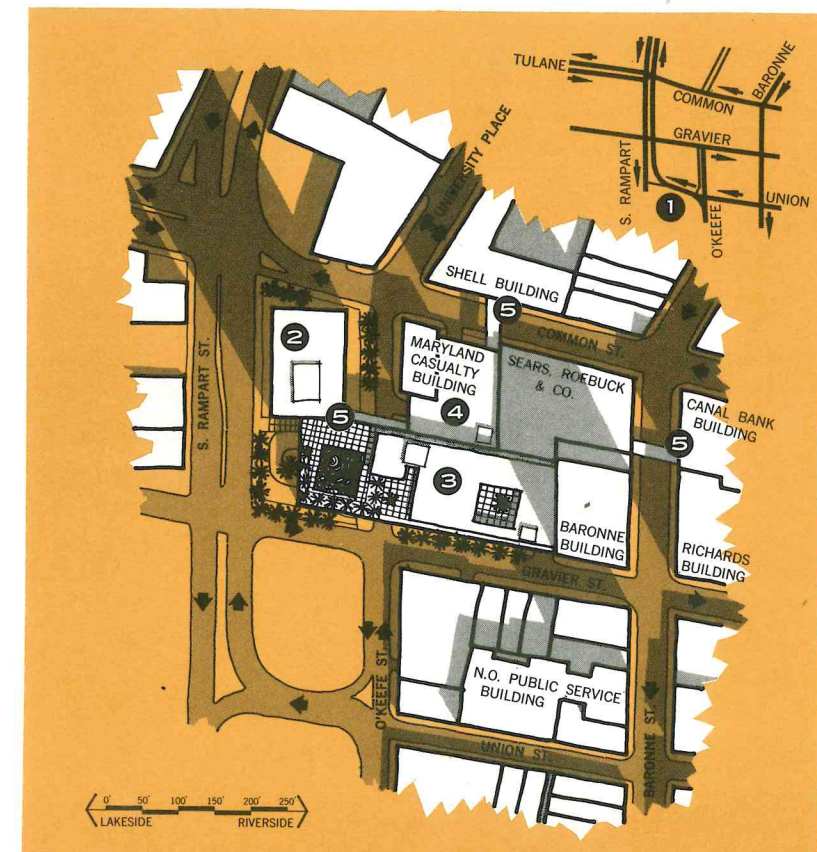 TULANE
BARONNE
COMMON
GRAVIER
S. RAMPART
UNION
1
O'KEEFE
UNIVERSITY PLACE
SHELL BUILDING
5
COMMON ST.
2
MARYLAND
CASUALTY
BUILDING
SEARS, ROEBUCK
& CO.
4
5
5
CANAL BANK
BUILDING
S. RAMPART ST.
3
BARONNE
BUILDING
RICHARDS
BUILDING
GRAVIER ST.
O'KEEFE ST.
N.O. PUBLIC SERVICE
BUILDING
UNION ST.
BARONNE ST.
0' 50' 100' 150' 200' 250'
LAKESIDE RIVERSIDE